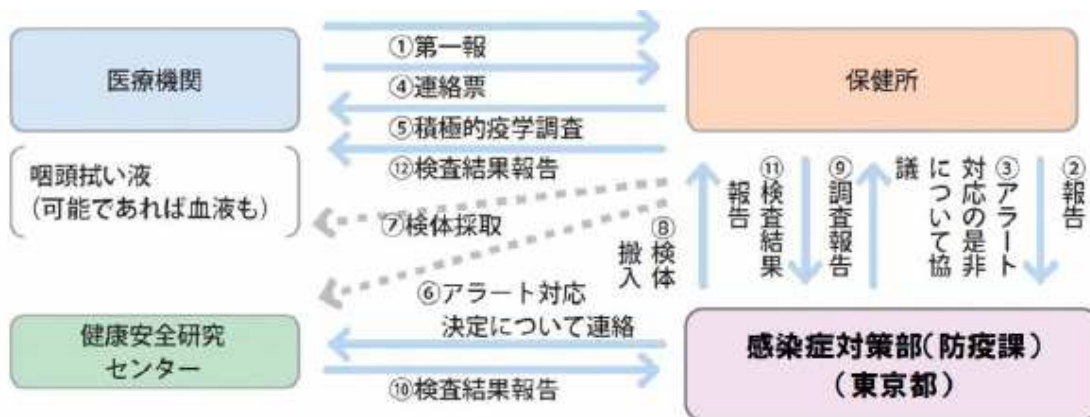 ①第一報
医療機関
保健所
④連絡票
⑤積極的疫学調査
⑫検査結果報告
咽頭拭い液
(可能であれば血液も)
⑦検体採取
⑧検体
搬入
⑪検査結果
報告
⑨調査報告
③アラート
対応の是非
について協
議
②報告
⑥アラート対応
決定について連絡
健康安全研究
センター
⑩検査結果報告
感染症対策部(防疫課)
(東京都)